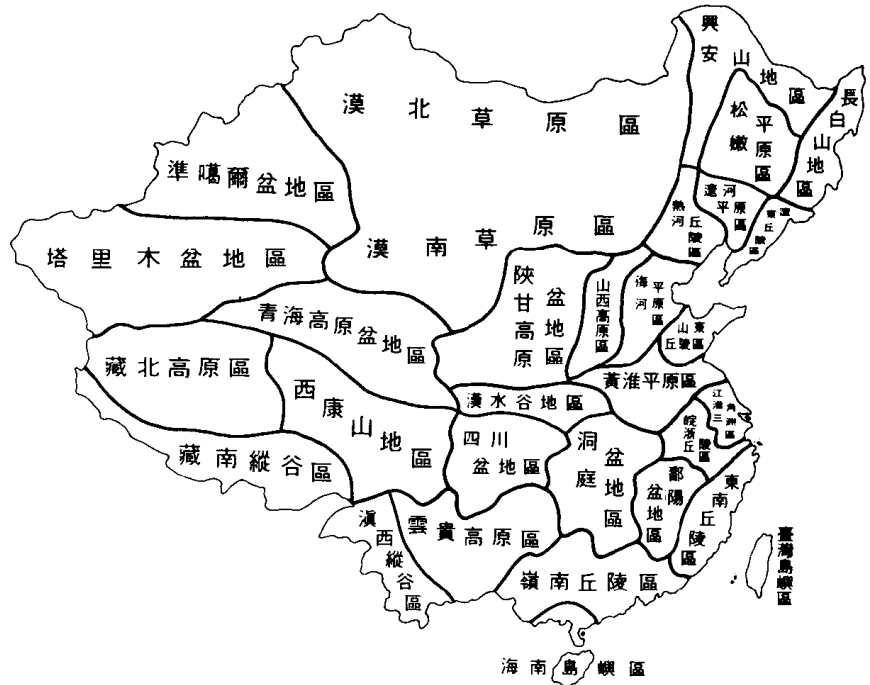 興安山地區
松嫩平原區
長白山地區
漠北草原區
準噶爾盆地區
遼河平原區
遼東丘陵區
熱河丘陵區
漠南草原區
塔里木盆地區
陝甘高原盆地區
山西高原區
海河平原區
青海高原盆地區
山東丘陵區
藏北高原區
西康山地區
黃淮平原區
漢水谷地區
江淮三角洲區
皖浙丘陵區
四川盆地區
洞庭盆地區
鄱陽盆地區
東南丘陵區
藏南縱谷區
滇西縱谷區
雲貴高原區
嶺南丘陵區
臺灣島嶼區
海南島嶼區